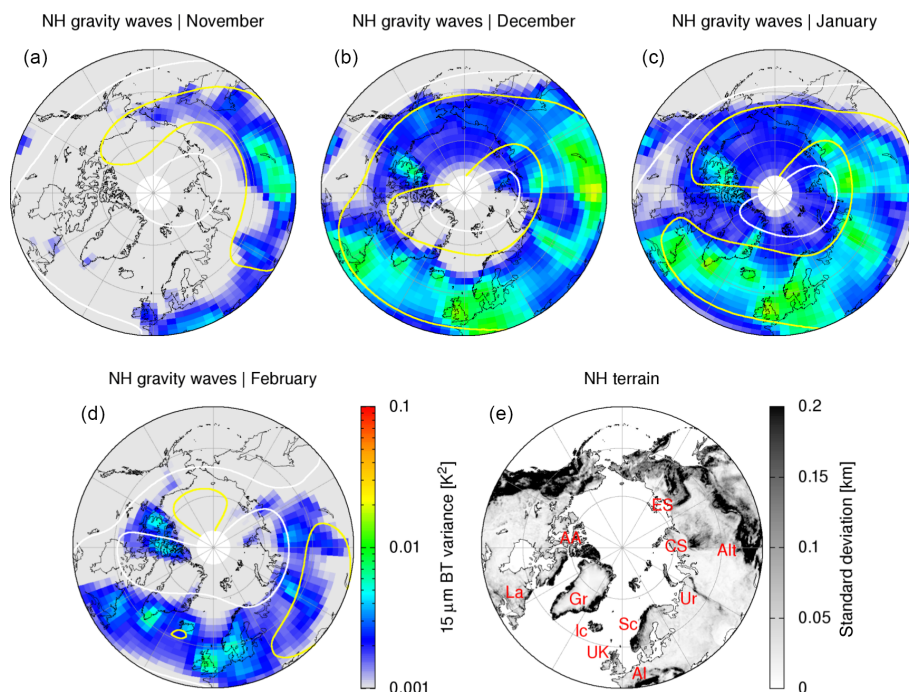 NH gravity waves | November
NH gravity waves | December
NH gravity waves | January
(a)
(b)
(c)
NH gravity waves | February
NH terrain
(d)
(e)
0.1
0.01
0.001
15 µm BT variance [K²]
0.2
0.15
0.1
0.05
0
Standard deviation [km]
ES
AA
CS
Alt
La
Gr
Ur
Ic
Sc
UK
Al